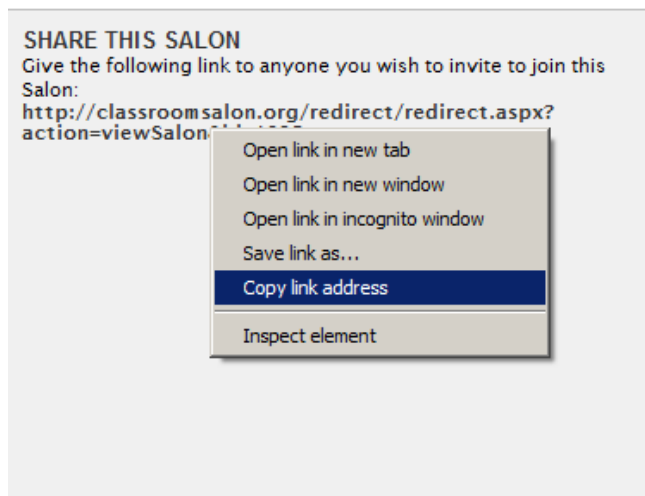 SHARE THIS SALON
Give the following link to anyone you wish to invite to join this
Salon:
http://classroomsalon.org/redirect/redirect.aspx?
action=viewSalon
Open link in new tab
Open link in new window
Open link in incognito window
Save link as...
Copy link address
Inspect element